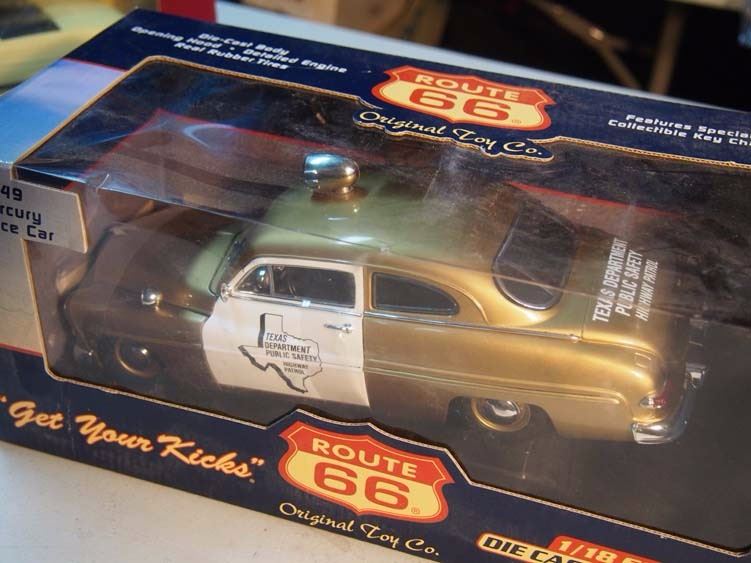 Die-Cast Body
Opening Hood • Detailed Engine
Real Rubber Tires
ROUTE
66
Original Toy Co.
Features Specia
Collectible Key Ch
49
rcury
ce Car
TEXAS DEPARTMENT
PUBLIC SAFETY
HIGHWAY PATROL
TEXAS
DEPARTMENT
PUBLIC SAFETY
HIGHWAY
PATROL
"Get Your Kicks"
ROUTE
66
Original Toy Co.
1/18
DIE CA